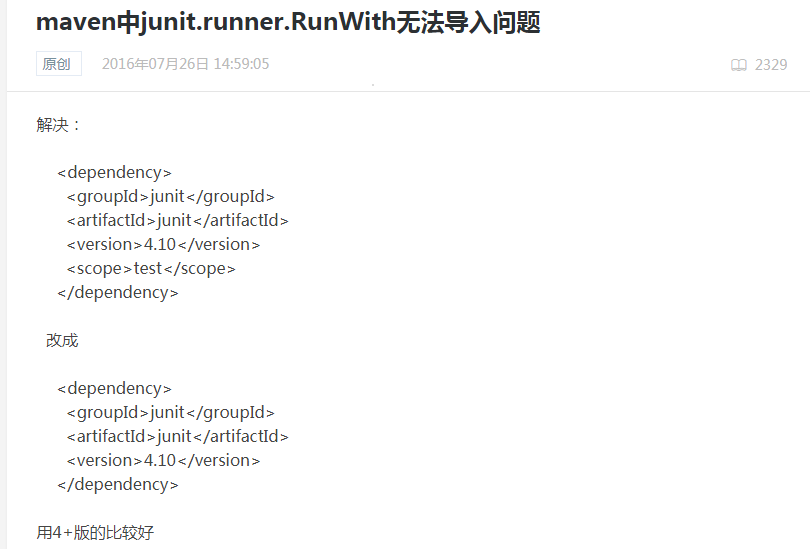 maven中junit.runner.RunWith无法导入问题
原创 2016年07月26日 14:59:05 2329
解决：
<dependency>
<groupId>junit</groupId>
<artifactId>junit</artifactId>
<version>4.10</version>
<scope>test</scope>
</dependency>
改成
<dependency>
<groupId>junit</groupId>
<artifactId>junit</artifactId>
<version>4.10</version>
</dependency>
用4+版的比较好